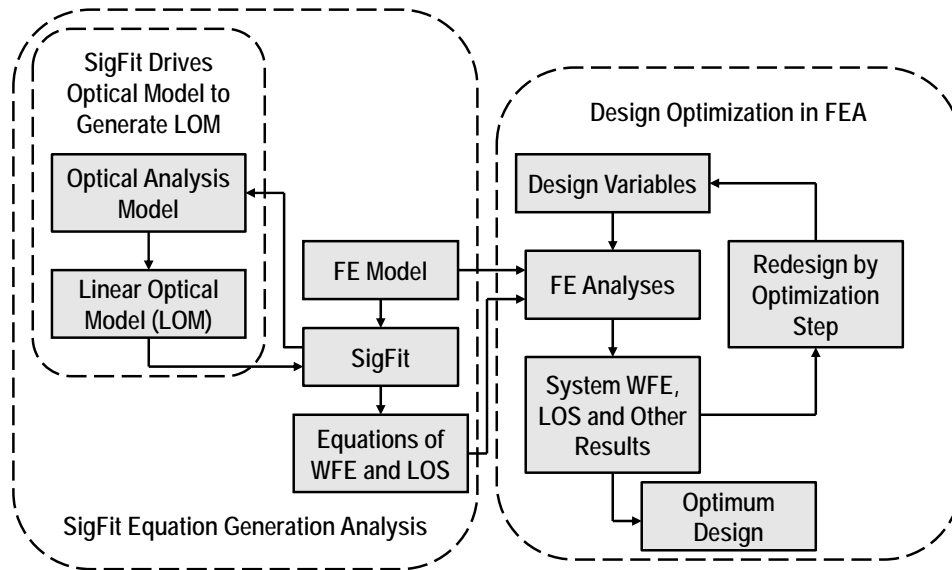 SigFit Drives
Optical Model to
Generate LOM
Optical Analysis
Model
Linear Optical
Model (LOM)
FE Model
SigFit
Equations of
WFE and LOS
SigFit Equation Generation Analysis
Design Optimization in FEA
Design Variables
FE Analyses
System WFE,
LOS and Other
Results
Redesign by
Optimization
Step
Optimum
Design